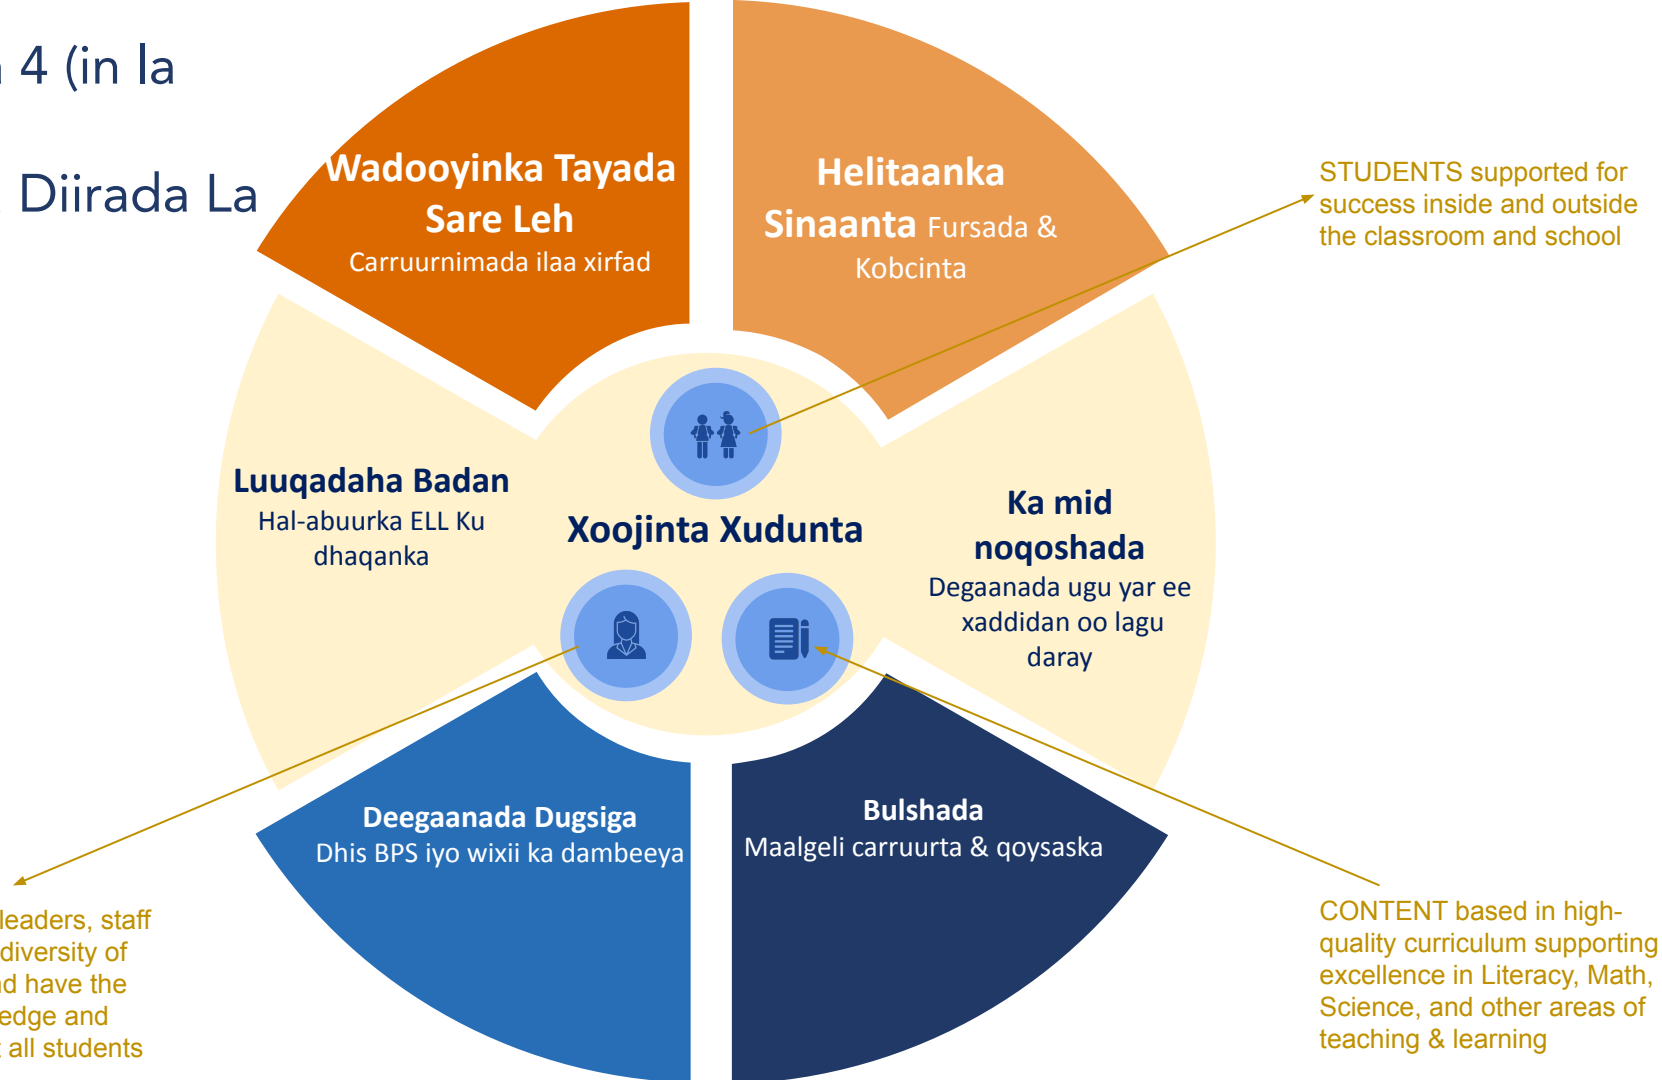 4 (in la
Diirada La
Wadooyinka Tayada
Sare Leh
Carruurnimada ilaa xirfad
Helitaanka
Sinaanta Fursada &
Kobcinta
STUDENTS supported for
success inside and outside
the classroom and school
Luuqadaha Badan
Hal-abuurka ELL Ku
dhaqanka
Xoojinta Xudunta
Ka mid
noqoshada
Degaanada ugu yar ee
xaddidan oo lagu
daray
Deegaanada Dugsiga
Dhis BPS iyo wixii ka dambeeya
Bulshada
Maalgeli carruurta & qoysaska
leaders, staff
diversity of
have the
and
all students
CONTENT based in high-
quality curriculum supporting
excellence in Literacy, Math,
Science, and other areas of
teaching & learning